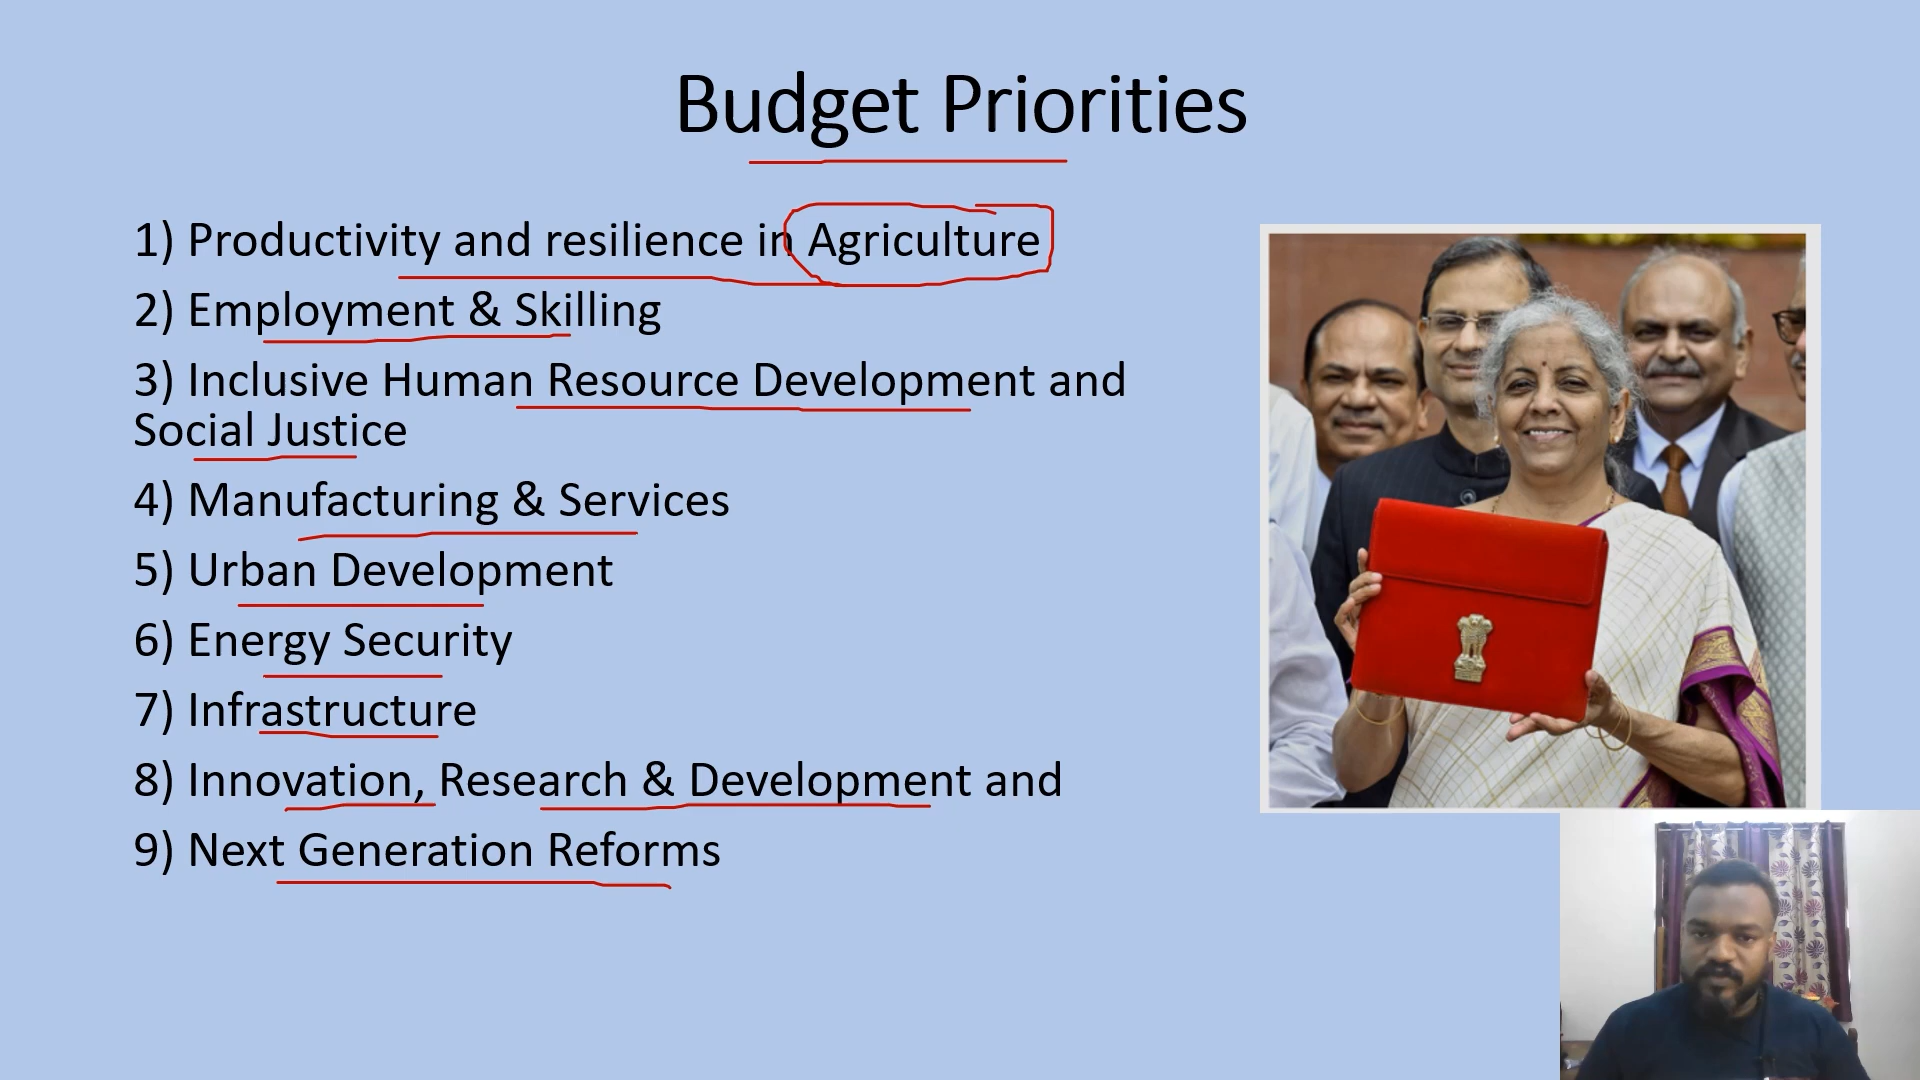 Budget Priorities
1) Productivity and resilience in Agriculture
2) Employment & Skilling
3) Inclusive Human Resource Development and
Social Justice
4) Manufacturing & Services
5) Urban Development
6) Energy Security
7) Infrastructure
8) Innovation, Research & Development and
9) Next Generation Reforms